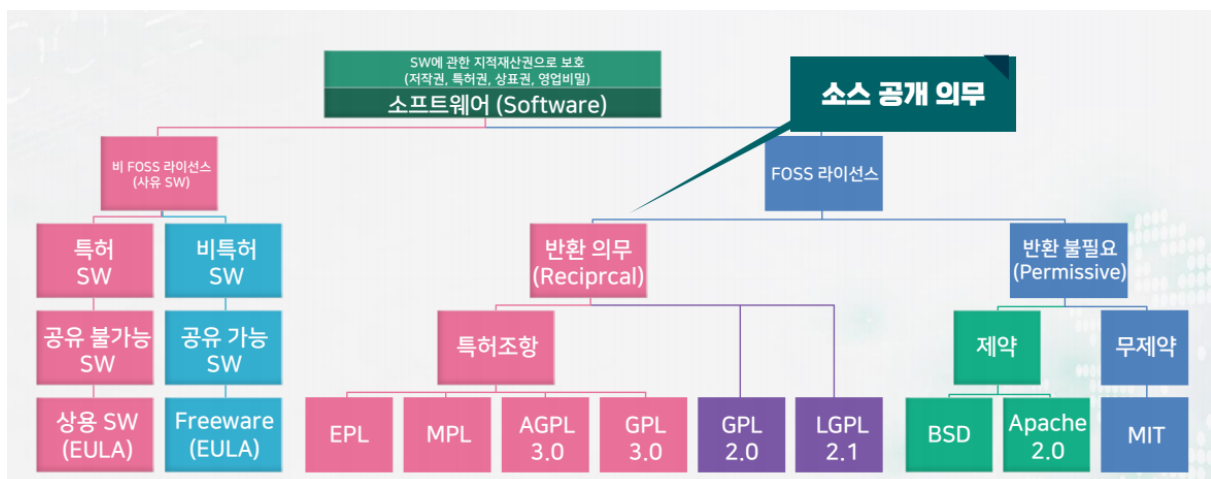 SW에 관한 지적재산권으로 보호
(저작권, 특허권, 상표권, 영업비밀)
소프트웨어 (Software)
소스 공개 의무
비 FOSS 라이선스
(사유 SW)
FOSS 라이선스
특허
SW
비특허
SW
반환 의무
(Reciprcal)
반환 불필요
(Permissive)
공유 불가능
SW
공유 가능
SW
특허조항
제약
무제약
상용 SW
(EULA)
Freeware
(EULA)
EPL
MPL
AGPL
3.0
GPL
3.0
GPL
2.0
LGPL
2.1
BSD
Apache
2.0
MIT